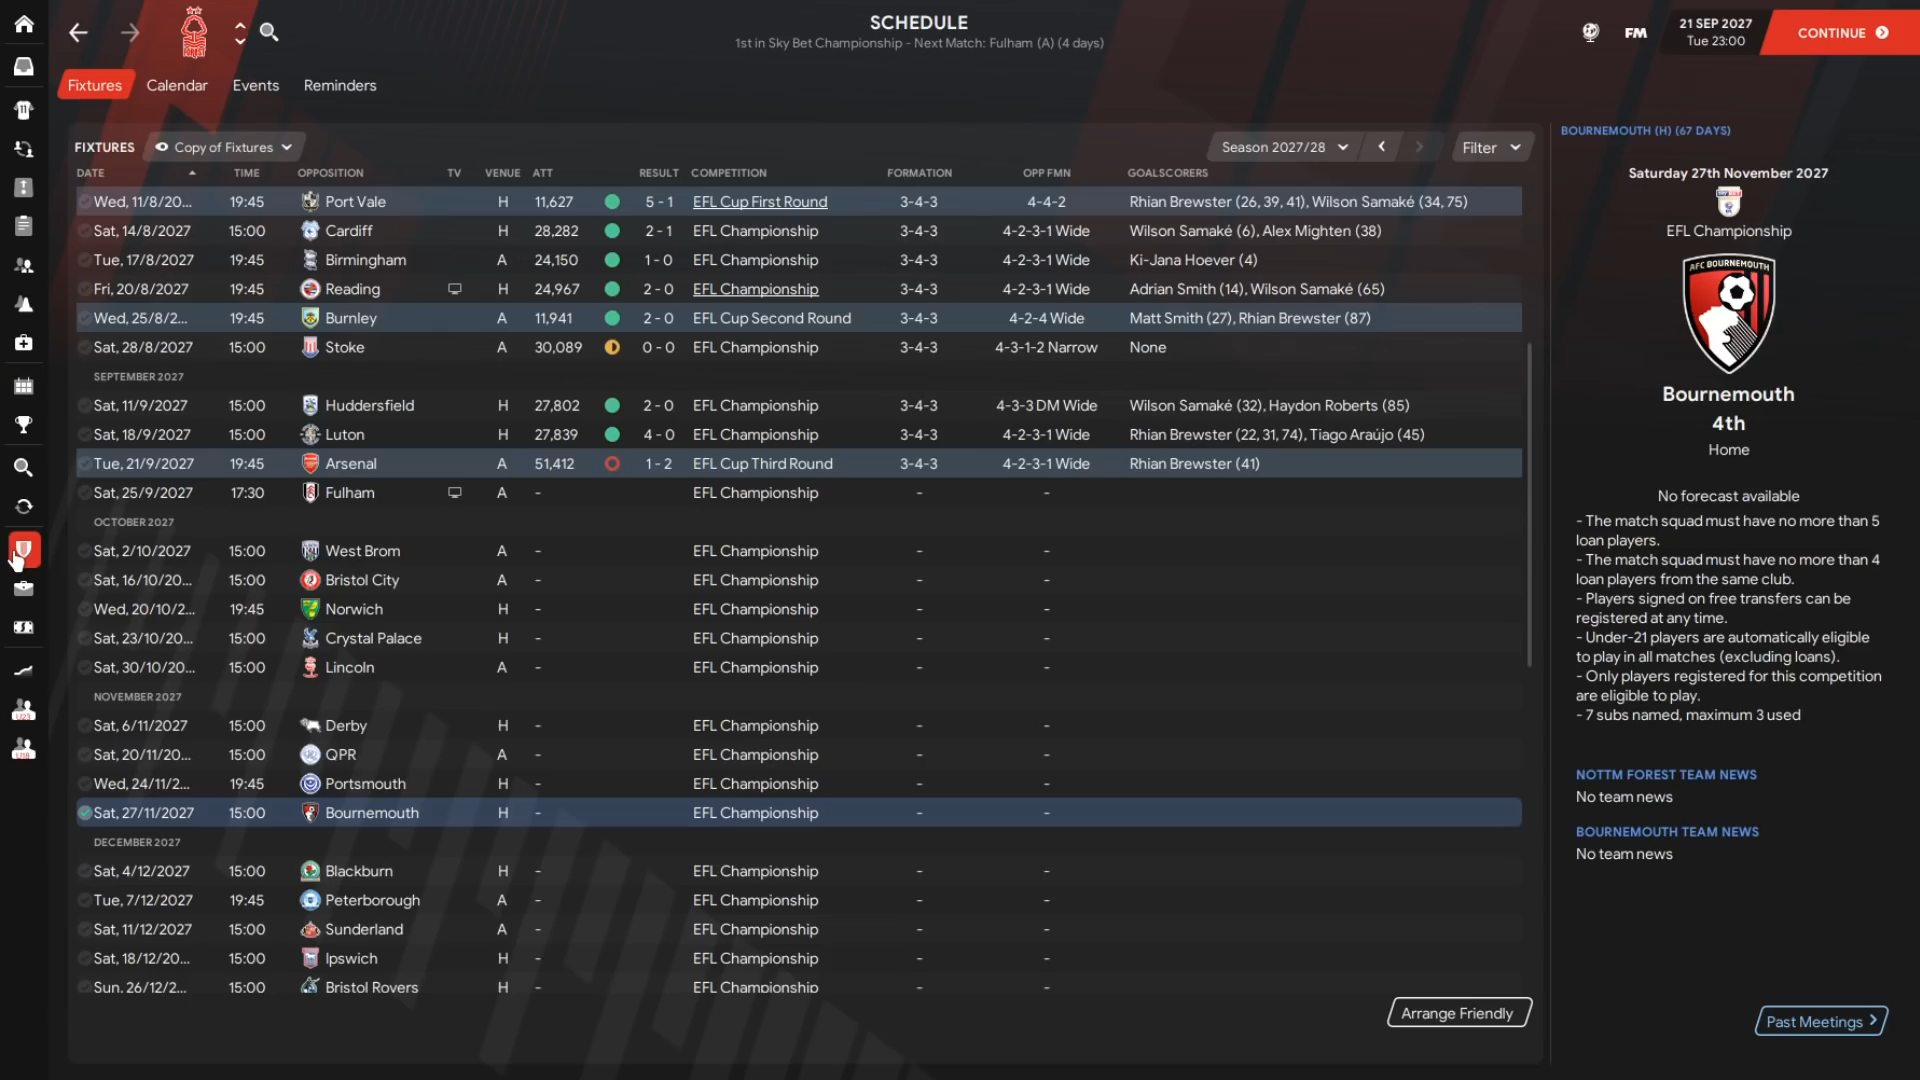 SCHEDULE
1st in Sky Bet Championship - Next Match: Fulham (A) (4 days)
FM
21 SEP 2027
Tue 23:00
CONTINUE
FOREST
Fixtures Calendar Events Reminders
FIXTURES Copy of Fixtures Season 2027/28 Filter
DATE TIME OPPOSITION TV VENUE ATT RESULT COMPETITION FORMATION OPP FMN GOALSCORERS
Wed, 11/8/20... 19:45 Port Vale H 11,627 5 - 1 EFL Cup First Round 3-4-3 4-4-2 Rhian Brewster (26, 39, 41), Wilson Samaké (34, 75)
Sat, 14/8/2027 15:00 Cardiff H 28,282 2 - 1 EFL Championship 3-4-3 4-2-3-1 Wide Wilson Samaké (6), Alex Mighten (38)
Tue, 17/8/2027 19:45 Birmingham A 24,150 1 - 0 EFL Championship 3-4-3 4-2-3-1 Wide Ki-Jana Hoever (4)
Fri, 20/8/2027 19:45 Reading H 24,967 2 - 0 EFL Championship 3-4-3 4-2-3-1 Wide Adrian Smith (14), Wilson Samaké (65)
Wed, 25/8/2... 19:45 Burnley A 11,941 2 - 0 EFL Cup Second Round 3-4-3 4-2-4 Wide Matt Smith (27), Rhian Brewster (87)
Sat, 28/8/2027 15:00 Stoke A 30,089 0 - 0 EFL Championship 3-4-3 4-3-1-2 Narrow None
SEPTEMBER 2027
Sat, 11/9/2027 15:00 Huddersfield H 27,802 2 - 0 EFL Championship 3-4-3 4-3-3 DM Wide Wilson Samaké (32), Haydon Roberts (85)
Sat, 18/9/2027 15:00 Luton H 27,839 4 - 0 EFL Championship 3-4-3 4-2-3-1 Wide Rhian Brewster (22, 31, 74), Tiago Araújo (45)
Tue, 21/9/2027 19:45 Arsenal A 51,412 1 - 2 EFL Cup Third Round 3-4-3 4-2-3-1 Wide Rhian Brewster (41)
Sat, 25/9/2027 17:30 Fulham A - EFL Championship - -
OCTOBER 2027
Sat, 2/10/2027 15:00 West Brom A - EFL Championship - -
Sat, 16/10/20... 15:00 Bristol City A - EFL Championship - -
Wed, 20/10/2... 19:45 Norwich H - EFL Championship - -
Sat, 23/10/20... 15:00 Crystal Palace H - EFL Championship - -
Sat, 30/10/20... 15:00 Lincoln A - EFL Championship - -
NOVEMBER 2027
Sat, 6/11/2027 15:00 Derby H - EFL Championship - -
Sat, 20/11/20... 15:00 QPR A - EFL Championship - -
Wed, 24/11/2... 19:45 Portsmouth H - EFL Championship - -
Sat, 27/11/2027 15:00 Bournemouth H - EFL Championship - -
DECEMBER 2027
Sat, 4/12/2027 15:00 Blackburn H - EFL Championship - -
Tue, 7/12/2027 19:45 Peterborough A - EFL Championship - -
Sat, 11/12/2027 15:00 Sunderland A - EFL Championship - -
Sat, 18/12/20... 15:00 Ipswich H - EFL Championship - -
Sun, 26/12/2... 15:00 Bristol Rovers H - EFL Championship - -
Arrange Friendly
BOURNEMOUTH (H) (67 DAYS)
Saturday 27th November 2027
EFL Championship
AFC BOURNEMOUTH
Bournemouth
4th
Home
No forecast available
- The match squad must have no more than 5
loan players.
- The match squad must have no more than 4
loan players from the same club.
- Players signed on free transfers can be
registered at any time.
- Under-21 players are automatically eligible
to play in all matches (excluding loans).
- Only players registered for this competition
are eligible to play.
- 7 subs named, maximum 3 used
NOTTM FOREST TEAM NEWS
No team news
BOURNEMOUTH TEAM NEWS
No team news
Past Meetings